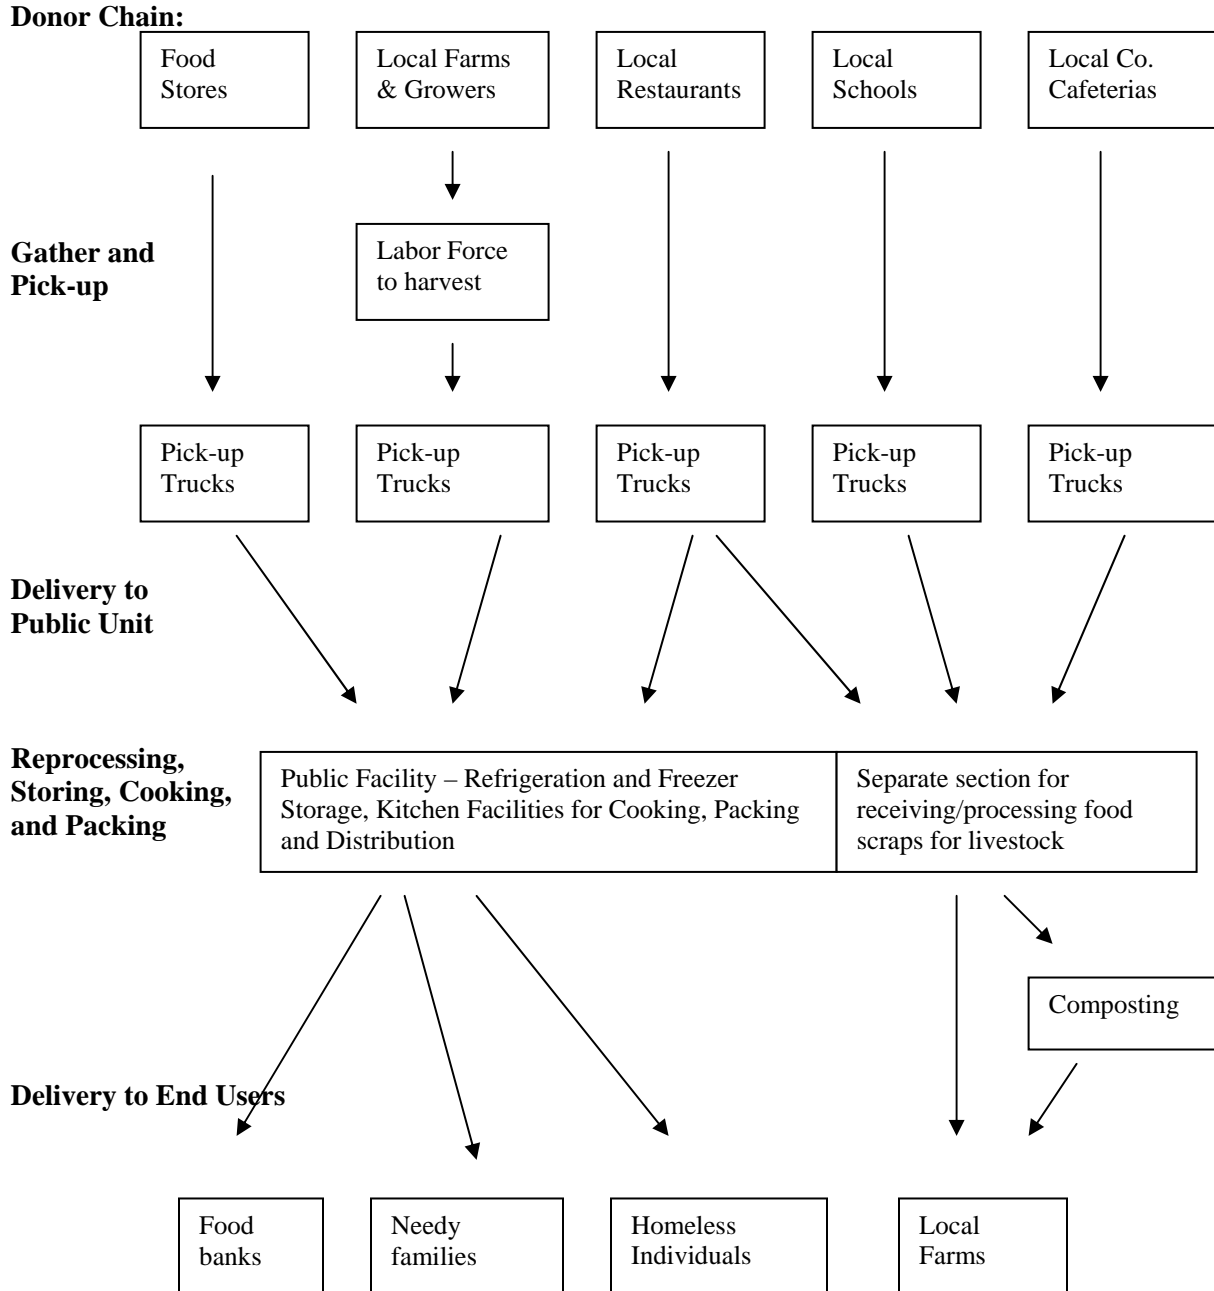 Donor Chain:
Food
Stores
Local Farms
& Growers
Local
Restaurants
Local
Schools
Local Co.
Cafeterias
Gather and
Pick-up
Labor Force
to harvest
Pick-up
Trucks
Pick-up
Trucks
Pick-up
Trucks
Pick-up
Trucks
Pick-up
Trucks
Delivery to
Public Unit
Reprocessing,
Storing, Cooking,
and Packing
Public Facility – Refrigeration and Freezer
Storage, Kitchen Facilities for Cooking, Packing
and Distribution
Separate section for
receiving/processing food
scraps for livestock
Composting
Delivery to End Users
Food
banks
Needy
families
Homeless
Individuals
Local
Farms